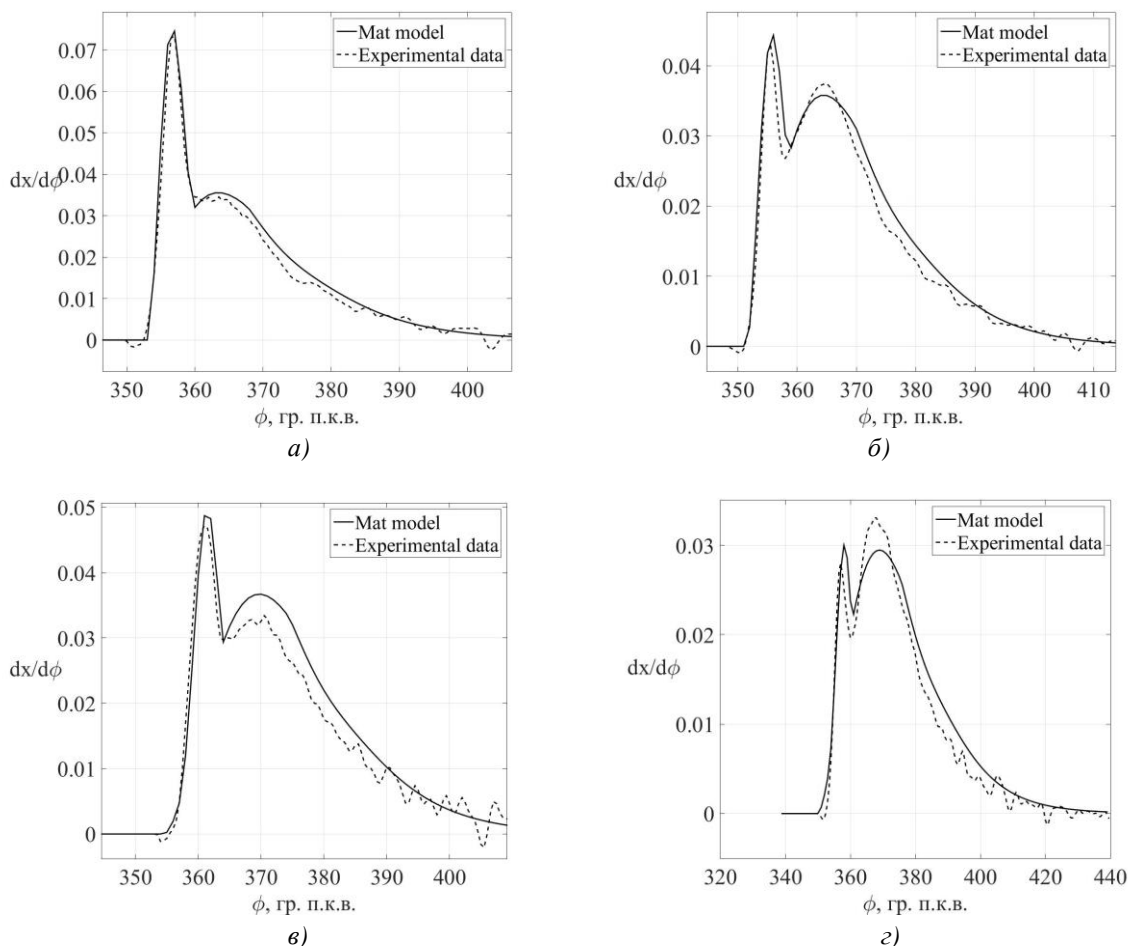 Mat model
Experimental data
0.07
0.06
0.05
0.04
0.03
0.02
0.01
0
dx/dϕ
350 360 370 380 390 400
ϕ, гр. п.к.в.
а)
Mat model
Experimental data
0.04
0.03
0.02
0.01
0
dx/dϕ
350 360 370 380 390 400 410
ϕ, гр. п.к.в.
б)
Mat model
Experimental data
0.05
0.04
0.03
0.02
0.01
0
dx/dϕ
350 360 370 380 390 400
ϕ, гр. п.к.в.
в)
Mat model
Experimental data
0.03
0.02
0.01
0
dx/dϕ
320 340 360 380 400 420 440
ϕ, гр. п.к.в.
г)